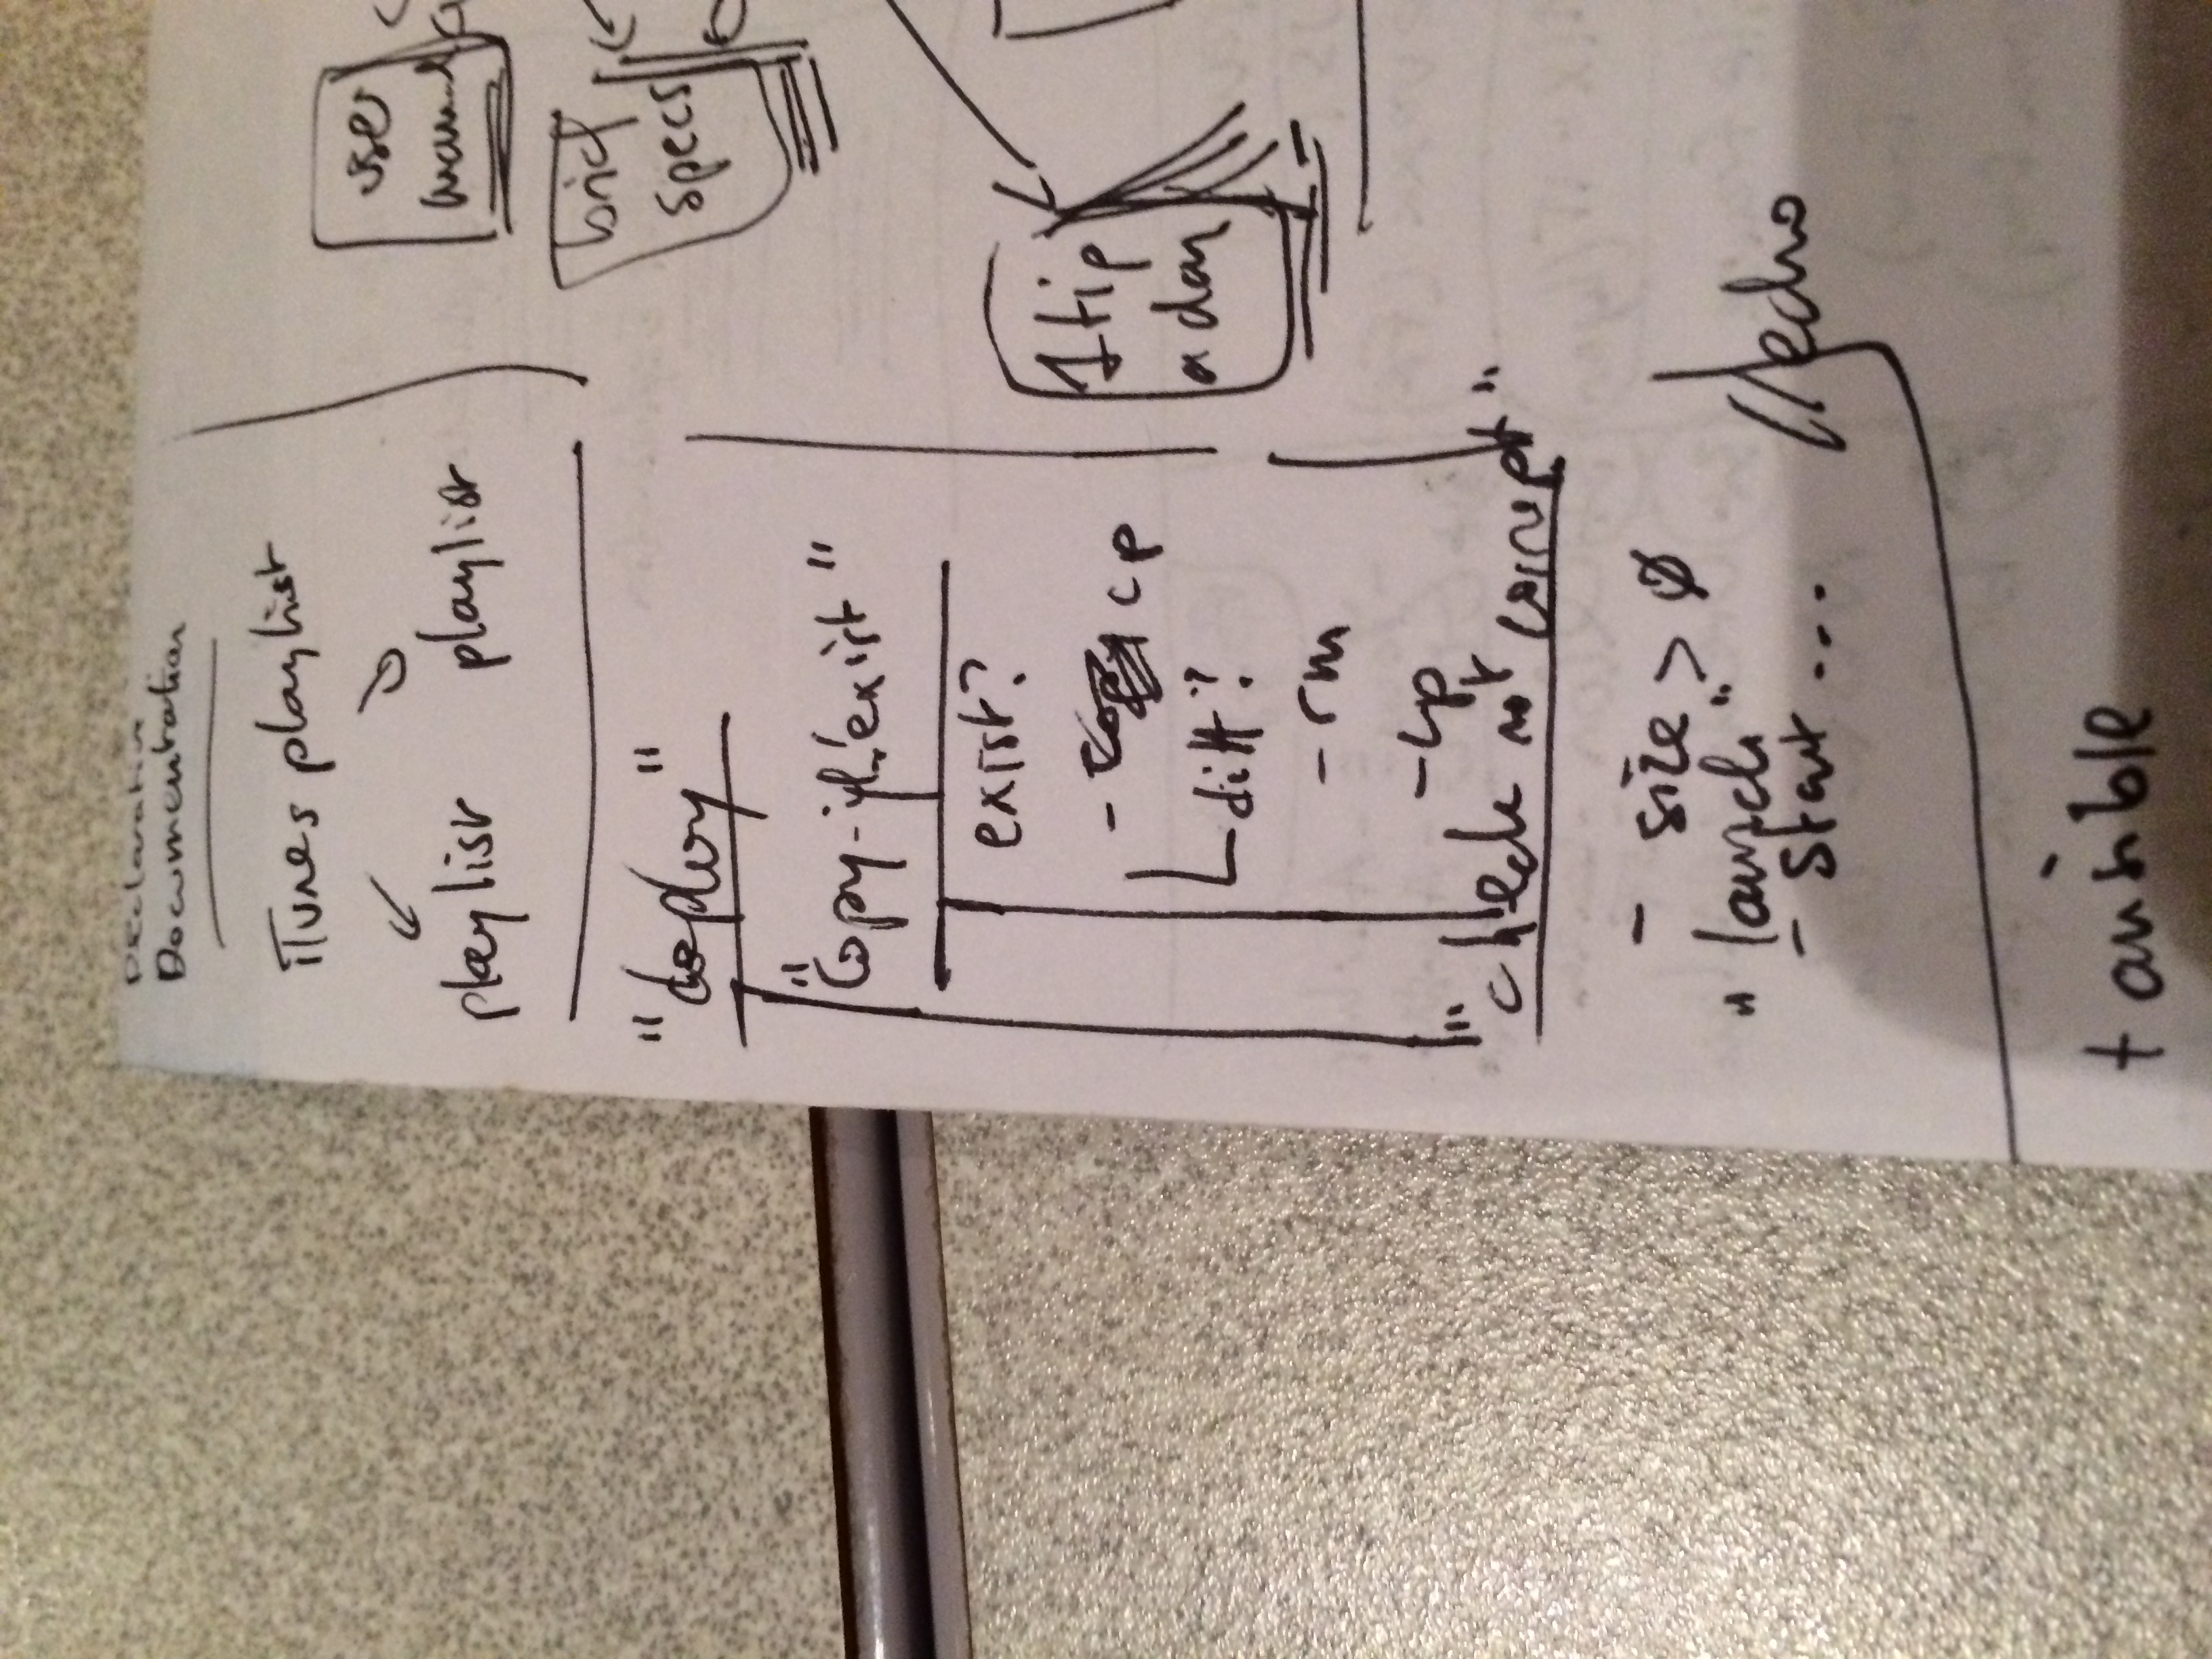 Declarative
Documentation
iTunes playlist
playlist playlist
"deploy"
"Copy-if-!exist"
exist?
- cp
diff?
- rm
- cp
"check not corrupt"
- size > Ø
"launch"
- Start ...
//echo
+ ansible
user
manual
brief
specs
1 tip
a day